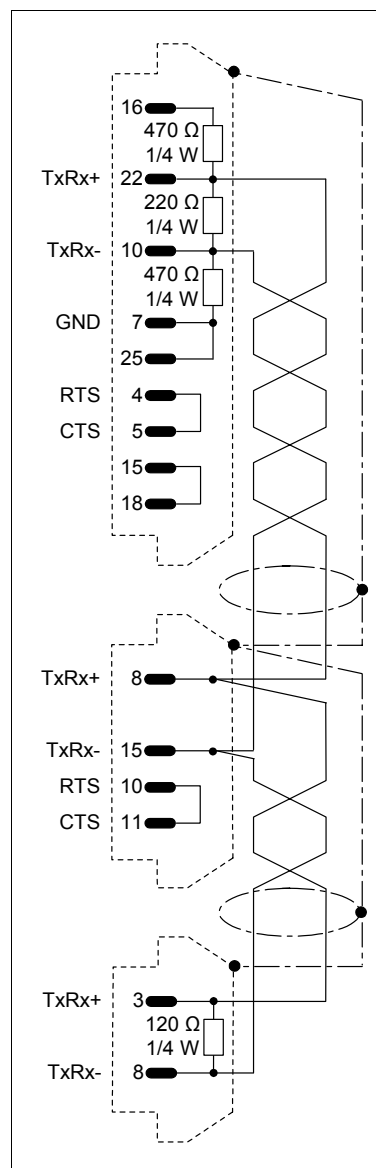 16
470 Ω
1/4 W
TxRx+ 22
220 Ω
1/4 W
TxRx- 10
470 Ω
1/4 W
GND 7
25
RTS 4
CTS 5
15
18
TxRx+ 8
TxRx- 15
RTS 10
CTS 11
TxRx+ 3
120 Ω
1/4 W
TxRx- 8